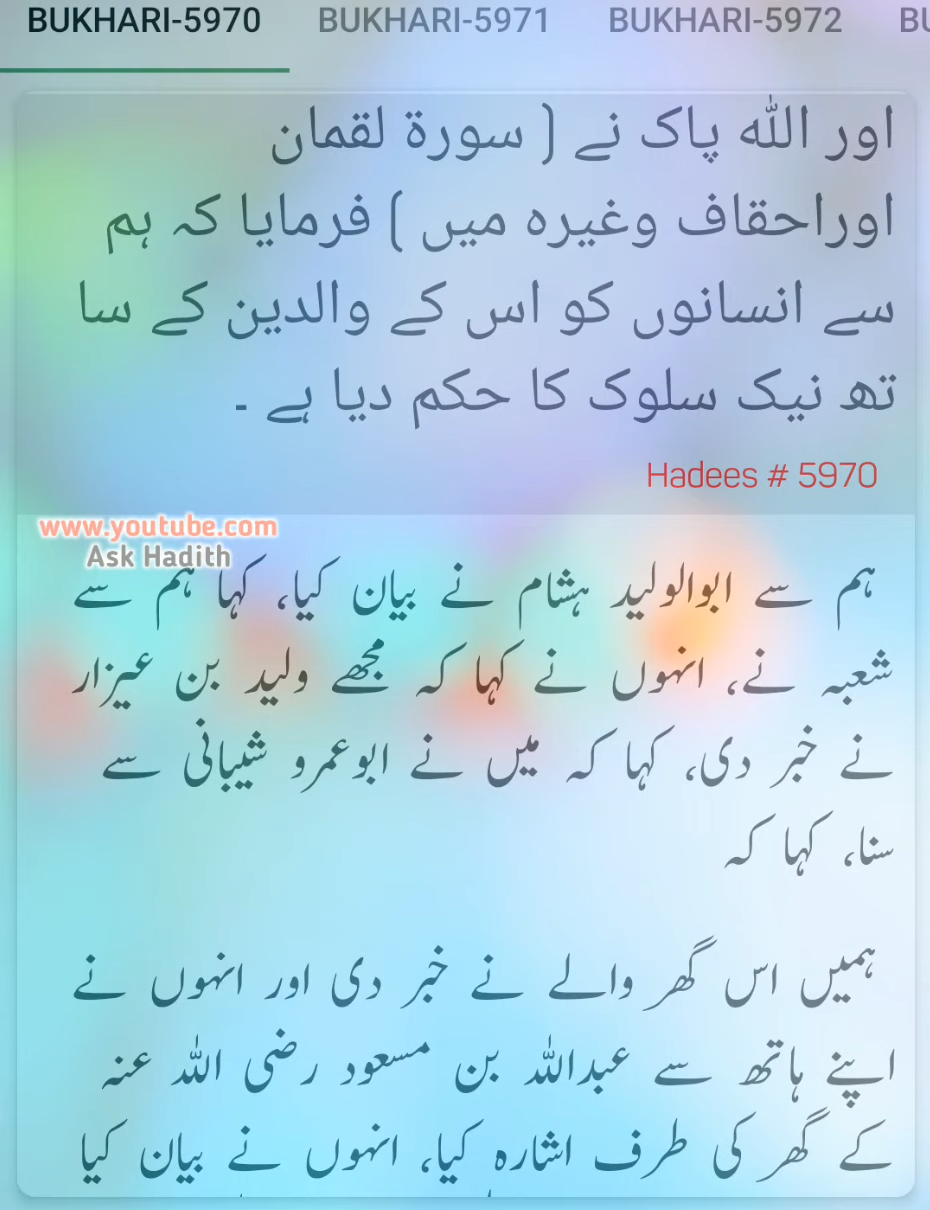 BUKHARI-5970 BUKHARI-5971 BUKHARI-5972 BU
اور اللہ پاک نے ( سورۃ لقمان
اوراحقاف وغیرہ میں ) فرمایا کہ ہم
سے انسانوں کو اس کے والدین کے سا
تھ نیک سلوک کا حکم دیا ہے ۔
Hadees # 5970
www.youtube.com
Ask Hadith
ہم سے ابوالولید ہشام نے بیان کیا، کہا ہم سے
شعبہ نے، انہوں نے کہا کہ مجھے ولید بن عیزار
نے خبر دی، کہا کہ میں نے ابوعمرو شیبانی سے
سنا، کہا کہ
ہمیں اس گھر والے نے خبر دی اور انہوں نے
اپنے ہاتھ سے عبداللہ بن مسعود رضی اللہ عنہ
کے گھر کی طرف اشارہ کیا، انہوں نے بیان کیا